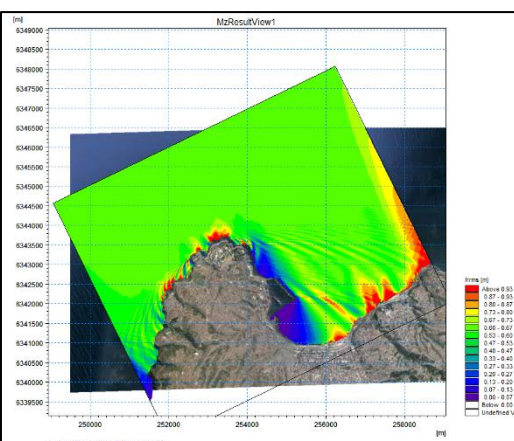 MzResultView1
[m]
6349000
6348500
6348000
6347500
6347000
6346500
6346000
6345500
6345000
6344500
6344000
6343500
6343000
6342500
6342000
6341500
6341000
6340500
6340000
6339500
Hrms [m]
Above 0.93
0.87 - 0.93
0.80 - 0.87
0.73 - 0.80
0.67 - 0.73
0.60 - 0.67
0.53 - 0.60
0.47 - 0.53
0.40 - 0.47
0.33 - 0.40
0.27 - 0.33
0.20 - 0.27
0.13 - 0.20
0.07 - 0.13
0.00 - 0.07
Below 0.00
Undefined V
250000
252000
254000
256000
258000
[m]